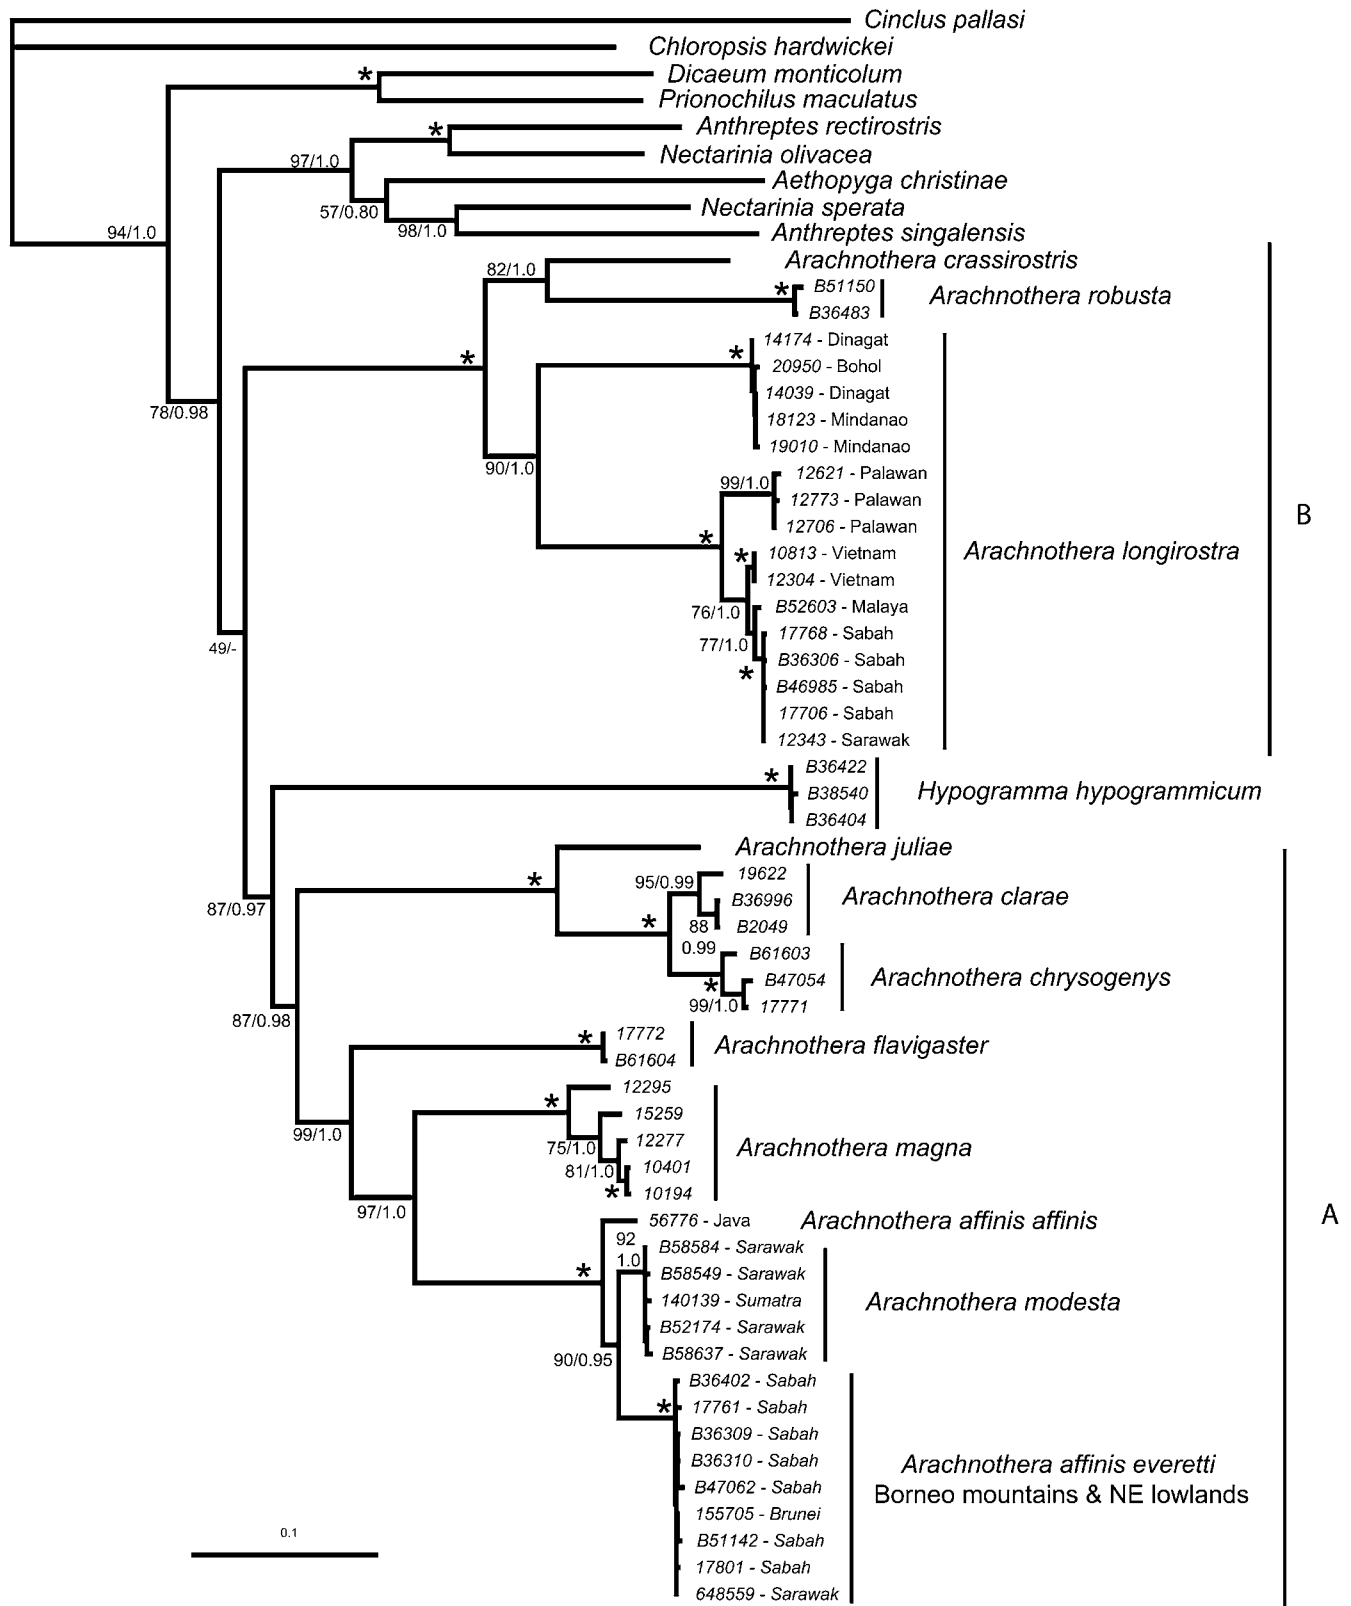 Cinclus pallasi
Chloropsis hardwickei
*
Dicaeum monticolum
Prionochilus maculatus
*
Anthreptes rectirostris
97/1.0
Nectarinia olivacea
Aethopyga christinae
57/0.80
Nectarinia sperata
98/1.0
Anthreptes singalensis
94/1.0
Arachnothera crassirostris
82/1.0
*
B51150
B36483
Arachnothera robusta
*
14174 - Dinagat
*
20950 - Bohol
14039 - Dinagat
78/0.98
18123 - Mindanao
19010 - Mindanao
90/1.0
12621 - Palawan
99/1.0
12773 - Palawan
12706 - Palawan
B
*
10813 - Vietnam
*
Arachnothera longirostra
12304 - Vietnam
76/1.0
B52603 - Malaya
17768 - Sabah
77/1.0
49/-
B36306 - Sabah
*
B46985 - Sabah
17706 - Sabah
12343 - Sarawak
B36422
*
B38540
Hypogramma hypogrammicum
B36404
Arachnothera juliae
19622
*
95/0.99
B36996
Arachnothera clarae
87/0.97
B2049
*
88
0.99
B61603
B47054
Arachnothera chrysogenys
*
17771
99/1.0
87/0.98
17772
*
Arachnothera flavigaster
B61604
12295
*
15259
12277
99/1.0
75/1.0
Arachnothera magna
10401
81/1.0
10194
*
97/1.0
56776 - Java
Arachnothera affinis affinis
A
92
1.0
B58584 - Sarawak
*
B58549 - Sarawak
140139 - Sumatra
Arachnothera modesta
B52174 - Sarawak
B58637 - Sarawak
90/0.95
B36402 - Sabah
*
17761 - Sabah
B36309 - Sabah
B36310 - Sabah
Arachnothera affinis everetti
B47062 - Sabah
Borneo mountains & NE lowlands
155705 - Brunei
0.1
B51142 - Sabah
17801 - Sabah
648559 - Sarawak